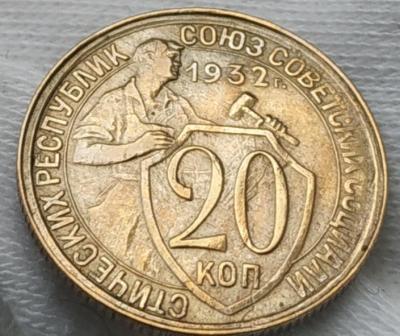 СОЮЗ СОВЕТСКИХ СОЦИАЛИСТИЧЕСКИХ РЕСПУБЛИК
1932 г.
20
КОП